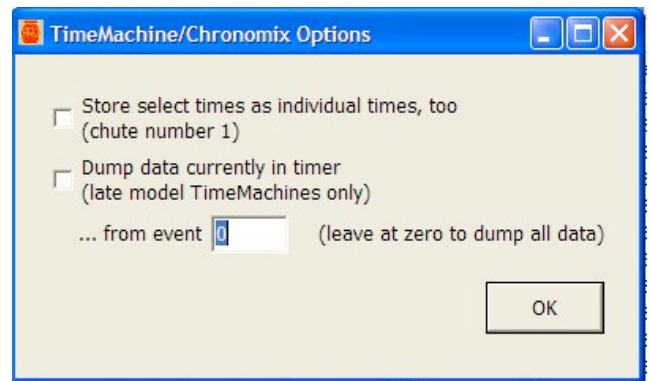 TimeMachine/Chronomix Options
Store select times as individual times, too
(chute number 1)
Dump data currently in timer
(late model TimeMachines only)
... from event 0 (leave at zero to dump all data)
OK